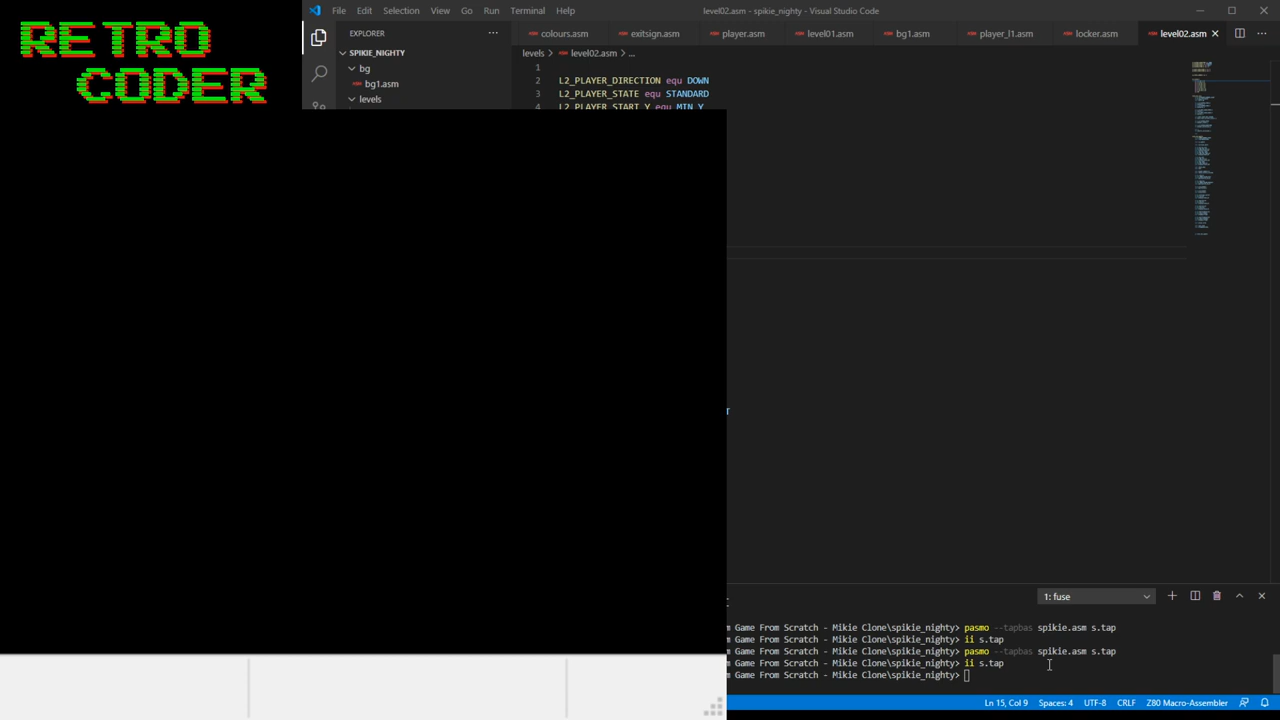 RETRO
CODER
File Edit Selection View Go Run Terminal Help
level02.asm - spikie_nighty - Visual Studio Code
EXPLORER
colours.asm exitsign.asm player.asm level01.asm bg1.asm player_l1.asm locker.asm level02.asm
SPIKIE_NIGHTY
levels > level02.asm > ...
bg
bg1.asm
levels
1
2 L2_PLAYER_DIRECTION equ DOWN
3 L2_PLAYER_STATE equ STANDARD
4 L2_PLAYER_START_Y equ MIN_Y
T
1: fuse
m Game From Scratch - Mikie Clone\spikie_nighty> pasmo --tapbas spikie.asm s.tap
m Game From Scratch - Mikie Clone\spikie_nighty> ii s.tap
m Game From Scratch - Mikie Clone\spikie_nighty> pasmo --tapbas spikie.asm s.tap
m Game From Scratch - Mikie Clone\spikie_nighty> ii s.tap
m Game From Scratch - Mikie Clone\spikie_nighty>
Ln 15, Col 9 Spaces: 4 UTF-8 CRLF Z80 Macro-Assembler